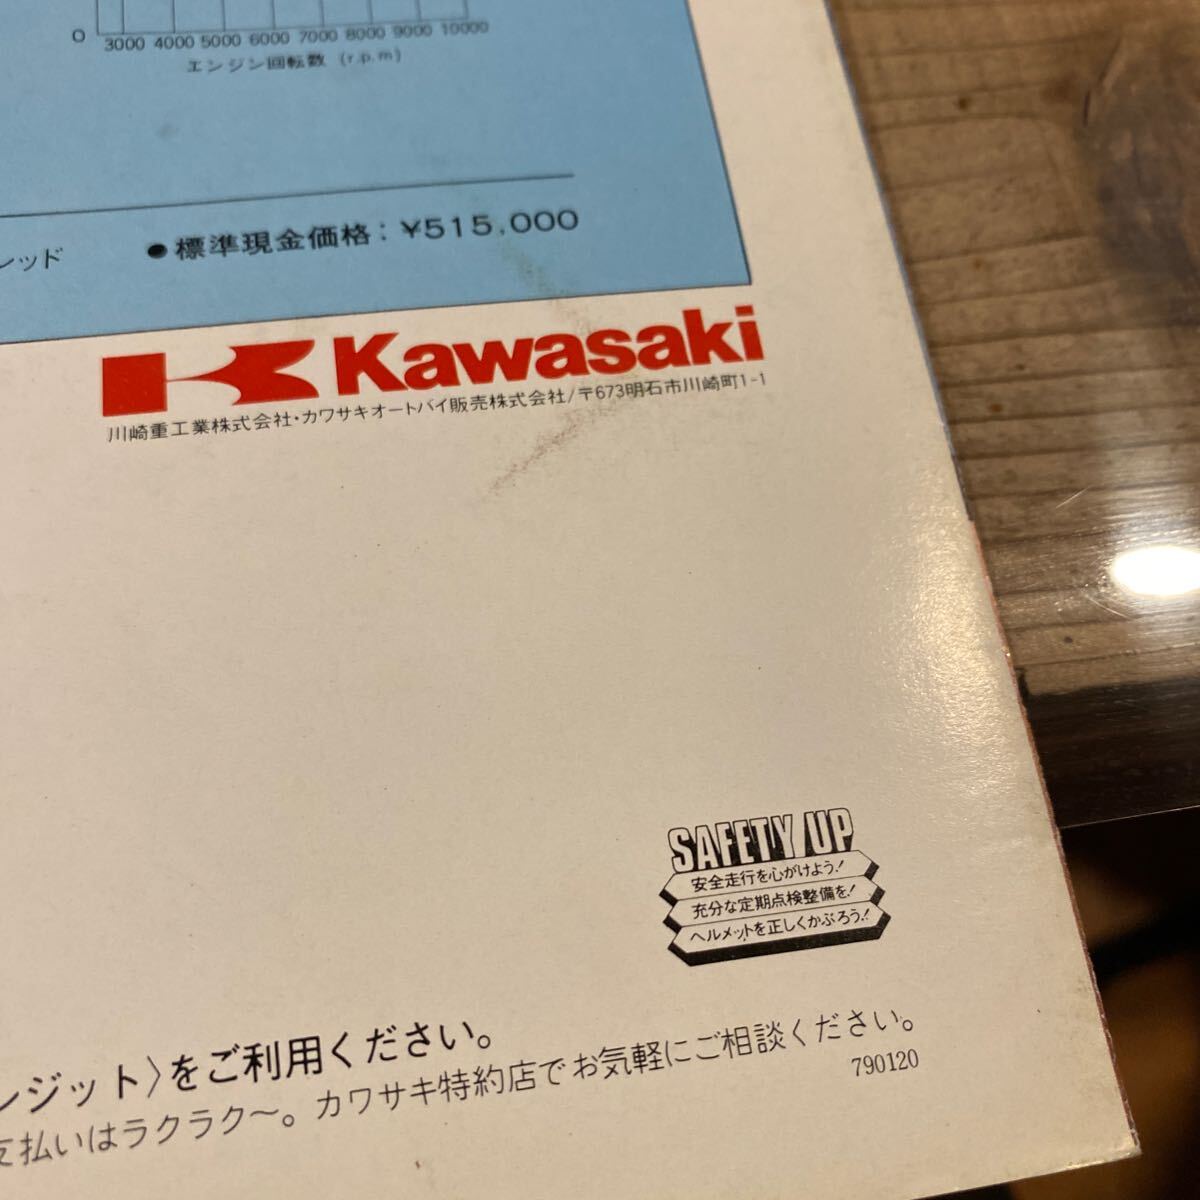 0
3000 4000 5000 6000 7000 8000 9000 10000
エンジン回転数 (r.p.m)
レッド
●標準現金価格：¥515,000
Kawasaki
川崎重工業株式会社・カワサキオートバイ販売株式会社/〒673明石市川崎町1-1
SAFETY/UP
安全走行を心がけよう!
充分な定期点検整備を!
ヘルメットを正しくかぶろう!
レジット〉をご利用ください。
支払いはラクラク〜。カワサキ特約店でお気軽にご相談ください。
790120